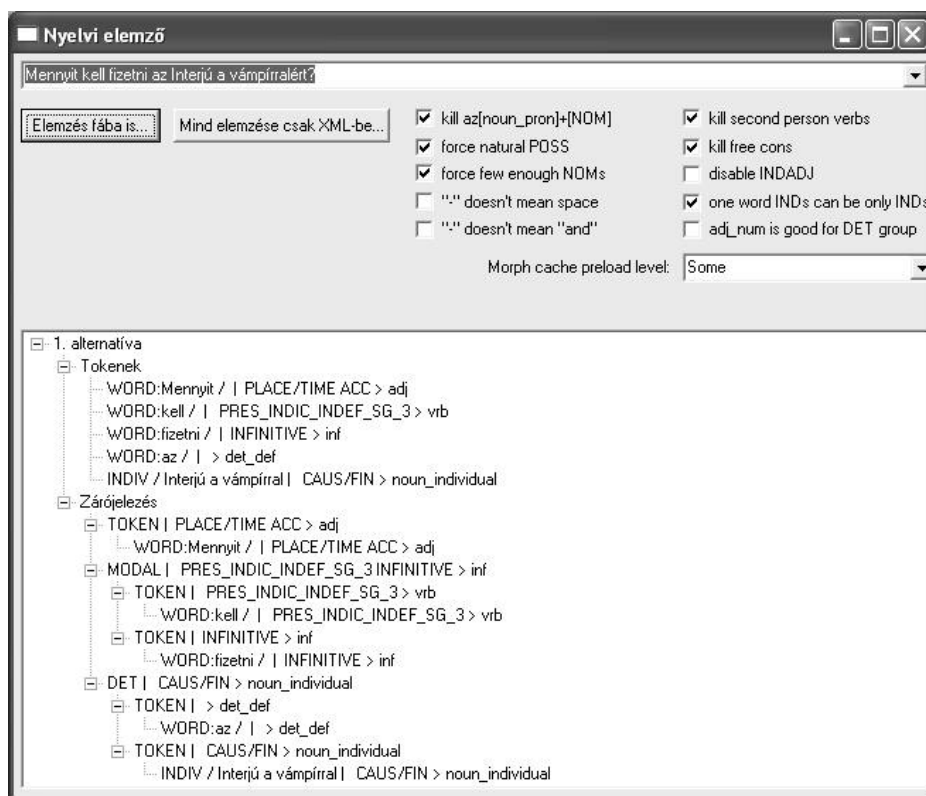 Nyelvi elemző
Mennyit kell fizetni az Interjú a vámpírralért?
Elemzés fába is...
Mind elemzése csak XML-be...
kill az[noun_pron]+[NOM]
force natural POSS
force few enough NOMs
"-" doesn't mean space
"-" doesn't mean "and"
kill second person verbs
kill free cons
disable INDADJ
one word INDs can be only INDs
adj_num is good for DET group
Morph cache preload level: Some
1. alternatíva
Tokenek
WORD:Mennyit / | PLACE/TIME ACC > adj
WORD:kell / | PRES_INDIC_INDEF_SG_3 > vrb
WORD:fizetni / | INFINITIVE > inf
WORD:az / | > det_def
INDIV / Interjú a vámpírral | CAUS/FIN > noun_individual
Zárójelezés
TOKEN | PLACE/TIME ACC > adj
WORD:Mennyit / | PLACE/TIME ACC > adj
MODAL | PRES_INDIC_INDEF_SG_3 INFINITIVE > inf
TOKEN | PRES_INDIC_INDEF_SG_3 > vrb
WORD:kell / | PRES_INDIC_INDEF_SG_3 > vrb
TOKEN | INFINITIVE > inf
WORD:fizetni / | INFINITIVE > inf
DET | CAUS/FIN > noun_individual
TOKEN | > det_def
WORD:az / | > det_def
TOKEN | CAUS/FIN > noun_individual
INDIV / Interjú a vámpírral | CAUS/FIN > noun_individual